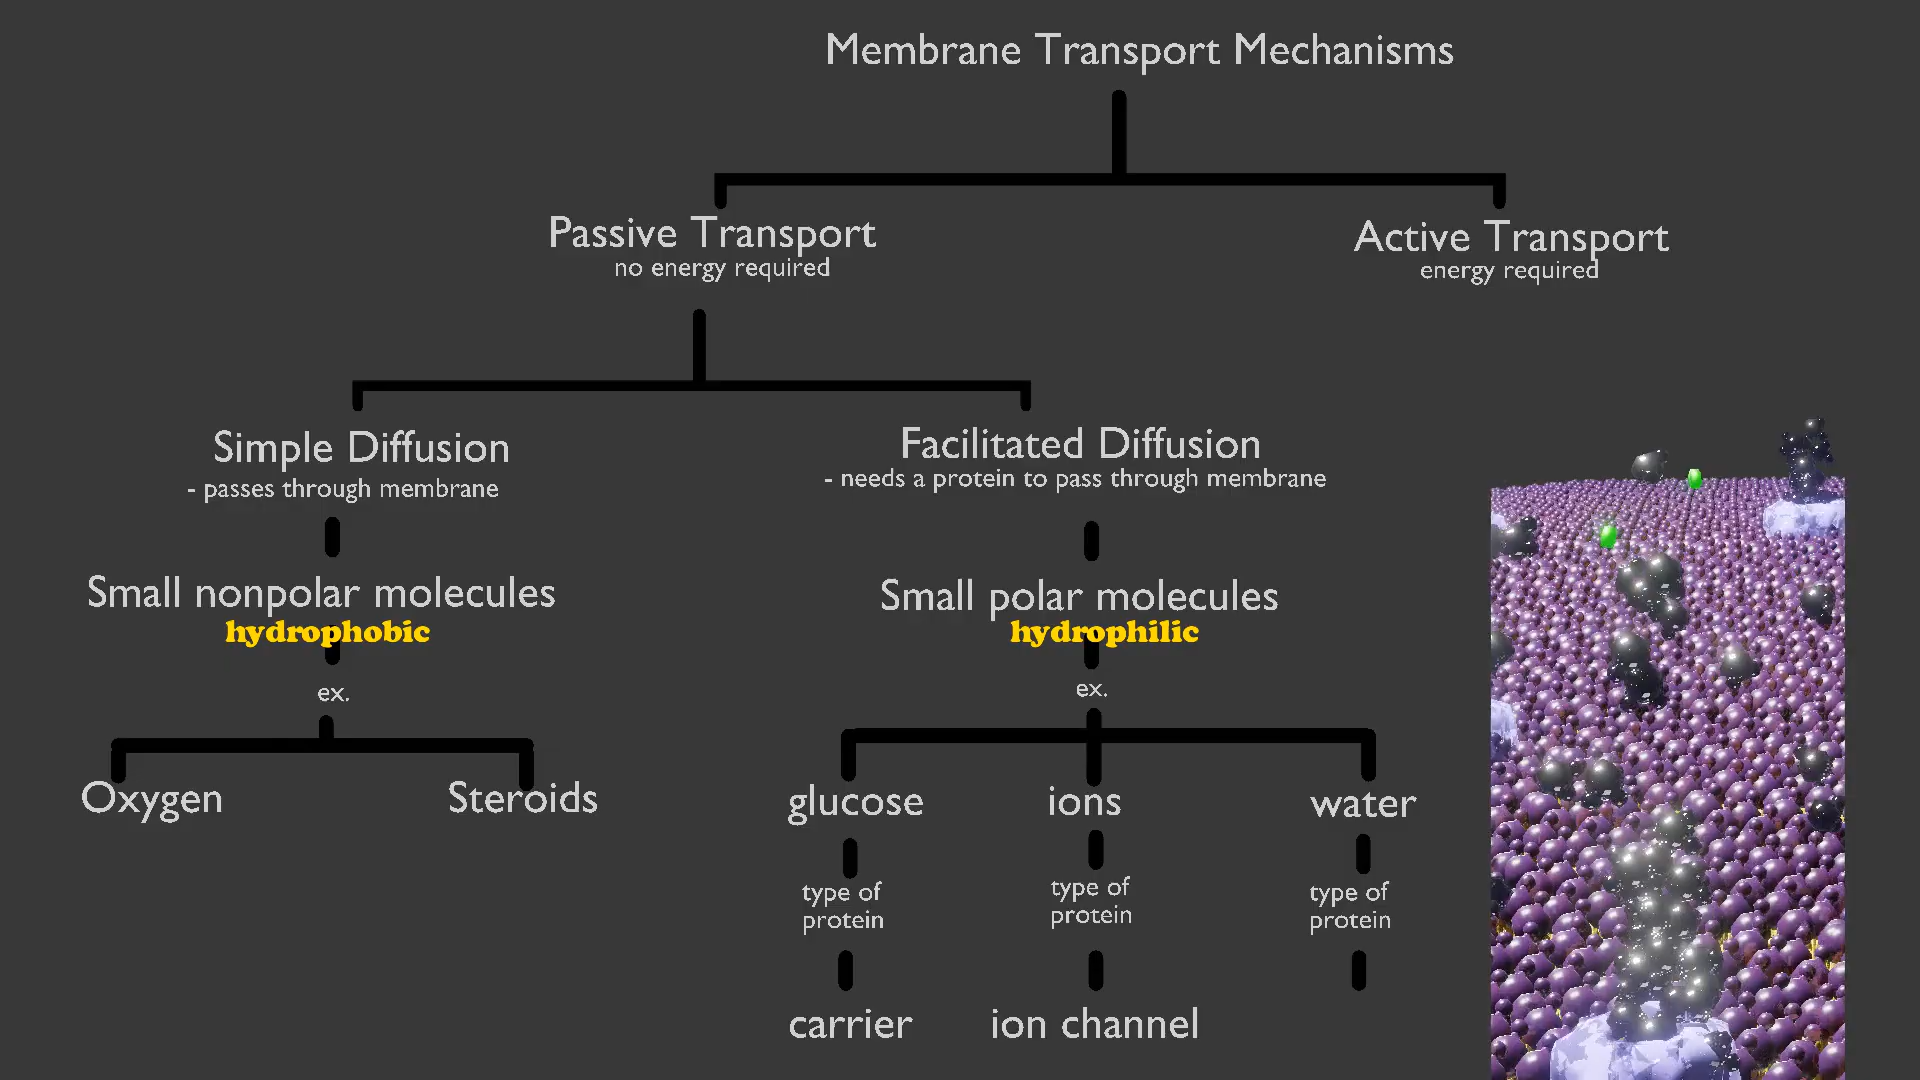 Membrane Transport Mechanisms
Passive Transport
no energy required
Active Transport
energy required
Simple Diffusion
- passes through membrane
Facilitated Diffusion
- needs a protein to pass through membrane
Small nonpolar molecules
hydrophobic
Small polar molecules
hydrophilic
ex.
ex.
Oxygen
Steroids
glucose
ions
water
type of
protein
type of
protein
type of
protein
carrier
ion channel